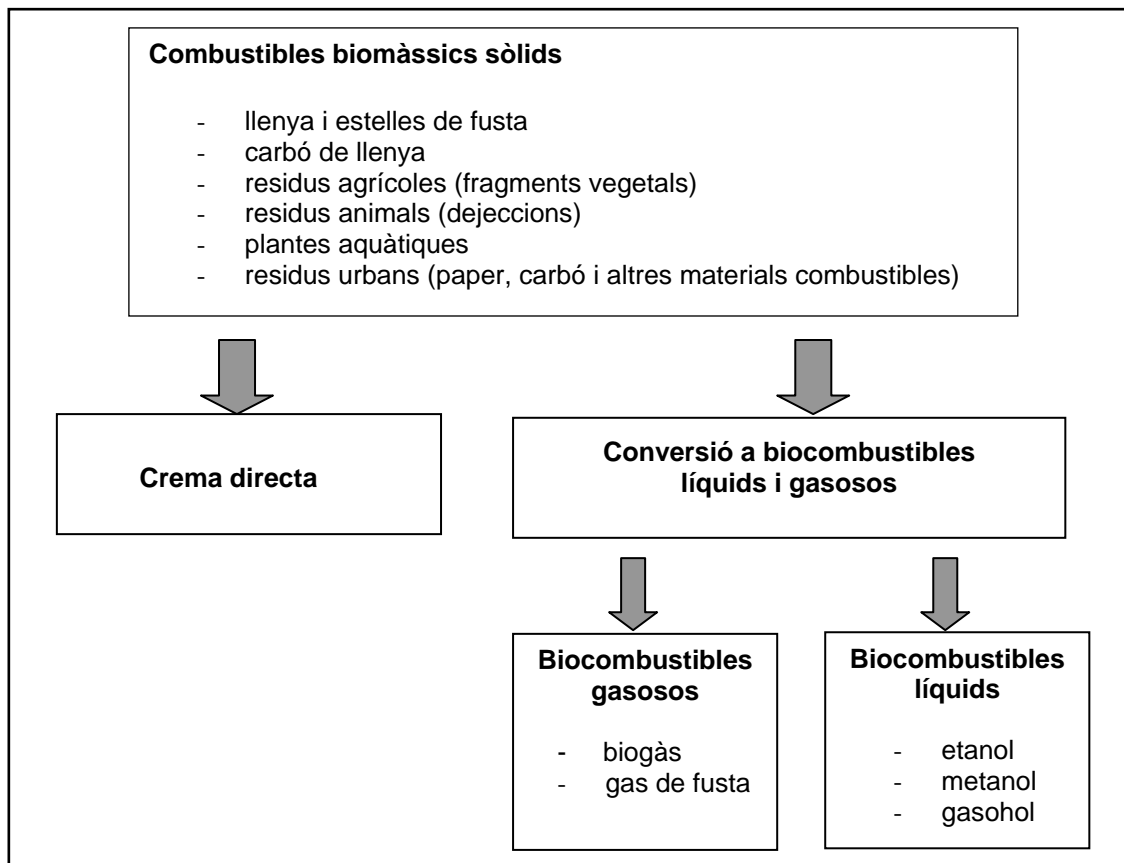 Combustibles biomàssics sòlids
- llenya i estelles de fusta
- carbó de llenya
- residus agrícoles (fragments vegetals)
- residus animals (dejeccions)
- plantes aquàtiques
- residus urbans (paper, carbó i altres materials combustibles)
Crema directa
Conversió a biocombustibles
líquids i gasosos
Biocombustibles
gasosos
- biogàs
- gas de fusta
Biocombustibles
líquids
- etanol
- metanol
- gasohol